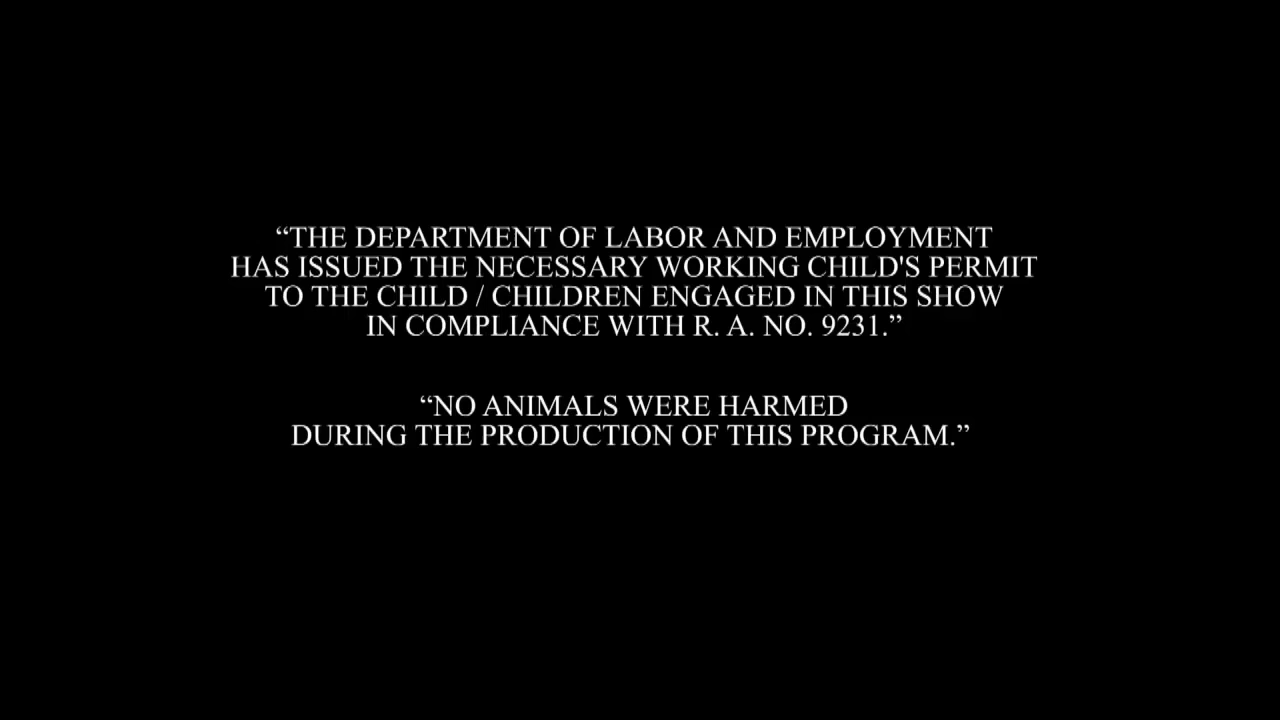 “THE DEPARTMENT OF LABOR AND EMPLOYMENT
HAS ISSUED THE NECESSARY WORKING CHILD'S PERMIT
TO THE CHILD / CHILDREN ENGAGED IN THIS SHOW
IN COMPLIANCE WITH R. A. NO. 9231.”
“NO ANIMALS WERE HARMED
DURING THE PRODUCTION OF THIS PROGRAM.”